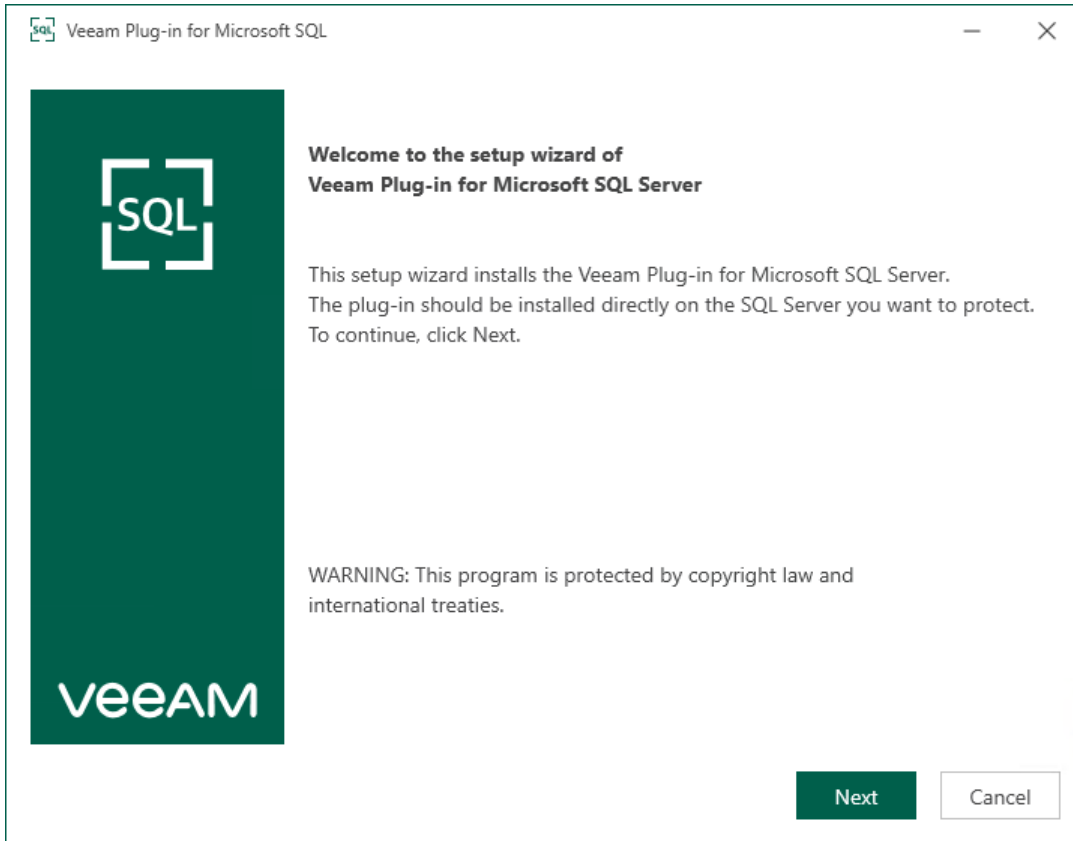 SQL Veeam Plug-in for Microsoft SQL
SQL
Welcome to the setup wizard of
Veeam Plug-in for Microsoft SQL Server
This setup wizard installs the Veeam Plug-in for Microsoft SQL Server.
The plug-in should be installed directly on the SQL Server you want to protect.
To continue, click Next.
WARNING: This program is protected by copyright law and
international treaties.
veeAM
Next Cancel